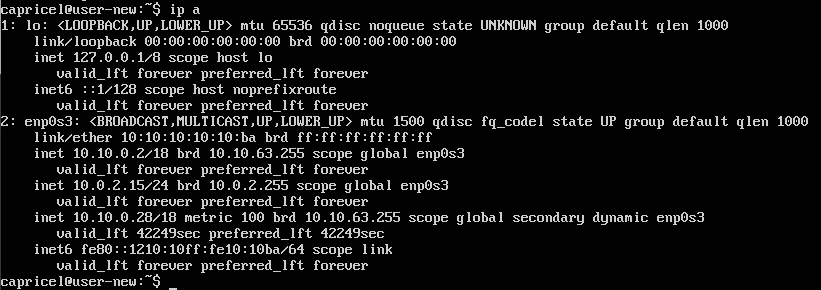 capricel@user-new:~$ ip a
1: lo: <LOOPBACK,UP,LOWER_UP> mtu 65536 qdisc noqueue state UNKNOWN group default qlen 1000
    link/loopback 00:00:00:00:00:00 brd 00:00:00:00:00:00
    inet 127.0.0.1/8 scope host lo
       valid_lft forever preferred_lft forever
    inet6 ::1/128 scope host noprefixroute
       valid_lft forever preferred_lft forever
2: enp0s3: <BROADCAST,MULTICAST,UP,LOWER_UP> mtu 1500 qdisc fq_codel state UP group default qlen 1000
    link/ether 10:10:10:10:10:ba brd ff:ff:ff:ff:ff:ff
    inet 10.10.0.2/18 brd 10.10.63.255 scope global enp0s3
       valid_lft forever preferred_lft forever
    inet 10.0.2.15/24 brd 10.0.2.255 scope global enp0s3
       valid_lft forever preferred_lft forever
    inet 10.10.0.28/18 metric 100 brd 10.10.63.255 scope global secondary dynamic enp0s3
       valid_lft 42249sec preferred_lft 42249sec
    inet6 fe80::1210:10ff:fe10:10ba/64 scope link
       valid_lft forever preferred_lft forever
capricel@user-new:~$ _